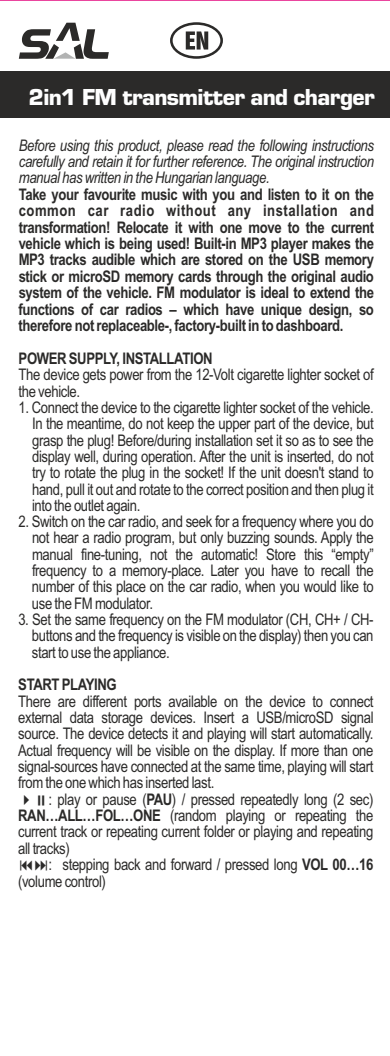 SAL
EN
2in1 FM transmitter and charger
Before using this product, please read the following instructions
carefully and retain it for further reference. The original instruction
manual has written in the Hungarian language.
Take your favourite music with you and listen to it on the
common car radio without any installation and
transformation! Relocate it with one move to the current
vehicle which is being used! Built-in MP3 player makes the
MP3 tracks audible which are stored on the USB memory
stick or microSD memory cards through the original audio
system of the vehicle. FM modulator is ideal to extend the
functions of car radios – which have unique design, so
therefore not replaceable-, factory-built in to dashboard.
POWER SUPPLY, INSTALLATION
The device gets power from the 12-Volt cigarette lighter socket of
the vehicle.
1. Connect the device to the cigarette lighter socket of the vehicle.
In the meantime, do not keep the upper part of the device, but
grasp the plug! Before/during installation set it so as to see the
display well, during operation. After the unit is inserted, do not
try to rotate the plug in the socket! If the unit doesn't stand to
hand, pull it out and rotate to the correct position and then plug it
into the outlet again.
2. Switch on the car radio, and seek for a frequency where you do
not hear a radio program, but only buzzing sounds. Apply the
manual fine-tuning, not the automatic! Store this “empty”
frequency to a memory-place. Later you have to recall the
number of this place on the car radio, when you would like to
use the FM modulator.
3. Set the same frequency on the FM modulator (CH, CH+ / CH-
buttons and the frequency is visible on the display) then you can
start to use the appliance.
START PLAYING
There are different ports available on the device to connect
external data storage devices. Insert a USB/microSD signal
source. The device detects it and playing will start automatically.
Actual frequency will be visible on the display. If more than one
signal-sources have connected at the same time, playing will start
from the one which has inserted last.
⏵⏸: play or pause (PAU) / pressed repeatedly long (2 sec)
RAN…ALL…FOL…ONE (random playing or repeating the
current track or repeating current folder or playing and repeating
all tracks)
⏮⏭: stepping back and forward / pressed long VOL 00…16
(volume control)